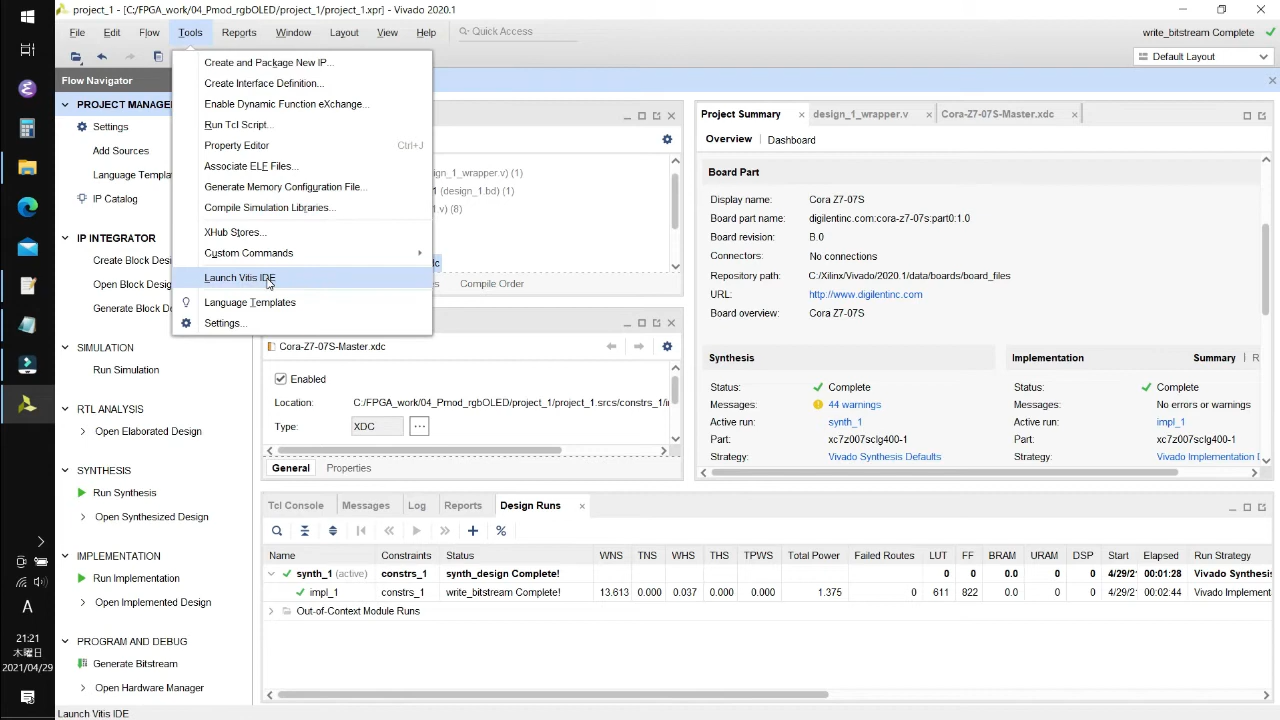 project_1 - [C:/FPGA_work/04_Pmod_rgbOLED/project_1/project_1.xpr] - Vivado 2020.1
File Edit Flow Tools Reports Window Layout View Help Quick Access
write_bitstream Complete
Default Layout
Flow Navigator
PROJECT MANAGE
Settings
Add Sources
Language Templa
IP Catalog
IP INTEGRATOR
Create Block Desi
Open Block Desig
Generate Block D
SIMULATION
Run Simulation
RTL ANALYSIS
Open Elaborated Design
SYNTHESIS
Run Synthesis
Open Synthesized Design
IMPLEMENTATION
Run Implementation
Open Implemented Design
PROGRAM AND DEBUG
Generate Bitstream
Open Hardware Manager
Create and Package New IP...
Create Interface Definition...
Enable Dynamic Function eXchange...
Run Tcl Script...
Property Editor Ctrl+J
Associate ELF Files...
Generate Memory Configuration File...
Compile Simulation Libraries...
XHub Stores...
Custom Commands
Launch Vitis IDE
Language Templates
Settings...
gn_1_wrapper.v) (1)
1 (design_1.bd) (1)
1.v) (8)
dc
s Compile Order
Cora-Z7-07S-Master.xdc
Enabled
Location: C:/FPGA_work/04_Pmod_rgbOLED/project_1/project_1.srcs/constrs_1/i
Type: XDC ...
General Properties
Project Summary design_1_wrapper.v Cora-Z7-07S-Master.xdc
Overview Dashboard
Board Part
Display name: Cora Z7-07S
Board part name: digilentinc.com:cora-z7-07s:part0:1.0
Board revision: B.0
Connectors: No connections
Repository path: C:/Xilinx/Vivado/2020.1/data/boards/board_files
URL: http://www.digilentinc.com
Board overview: Cora Z7-07S
Synthesis
Status: Complete
Messages: 44 warnings
Active run: synth_1
Part: xc7z007sclg400-1
Strategy: Vivado Synthesis Defaults
Implementation Summary R
Status: Complete
Messages: No errors or warnings
Active run: impl_1
Part: xc7z007sclg400-1
Strategy: Vivado Implementation D
Tcl Console Messages Log Reports Design Runs
Name Constraints Status WNS TNS WHS THS TPWS Total Power Failed Routes LUT FF BRAM URAM DSP Start Elapsed Run Strategy
synth_1 (active) constrs_1 synth_design Complete! 0 0 0.0 0 0 4/29/2 00:01:28 Vivado Synthesis
impl_1 constrs_1 write_bitstream Complete! 13.613 0.000 0.037 0.000 0.000 1.375 0 611 822 0.0 0 0 4/29/2 00:02:44 Vivado Implement
Out-of-Context Module Runs
A
21:21
木曜日
2021/04/29
Launch Vitis IDE